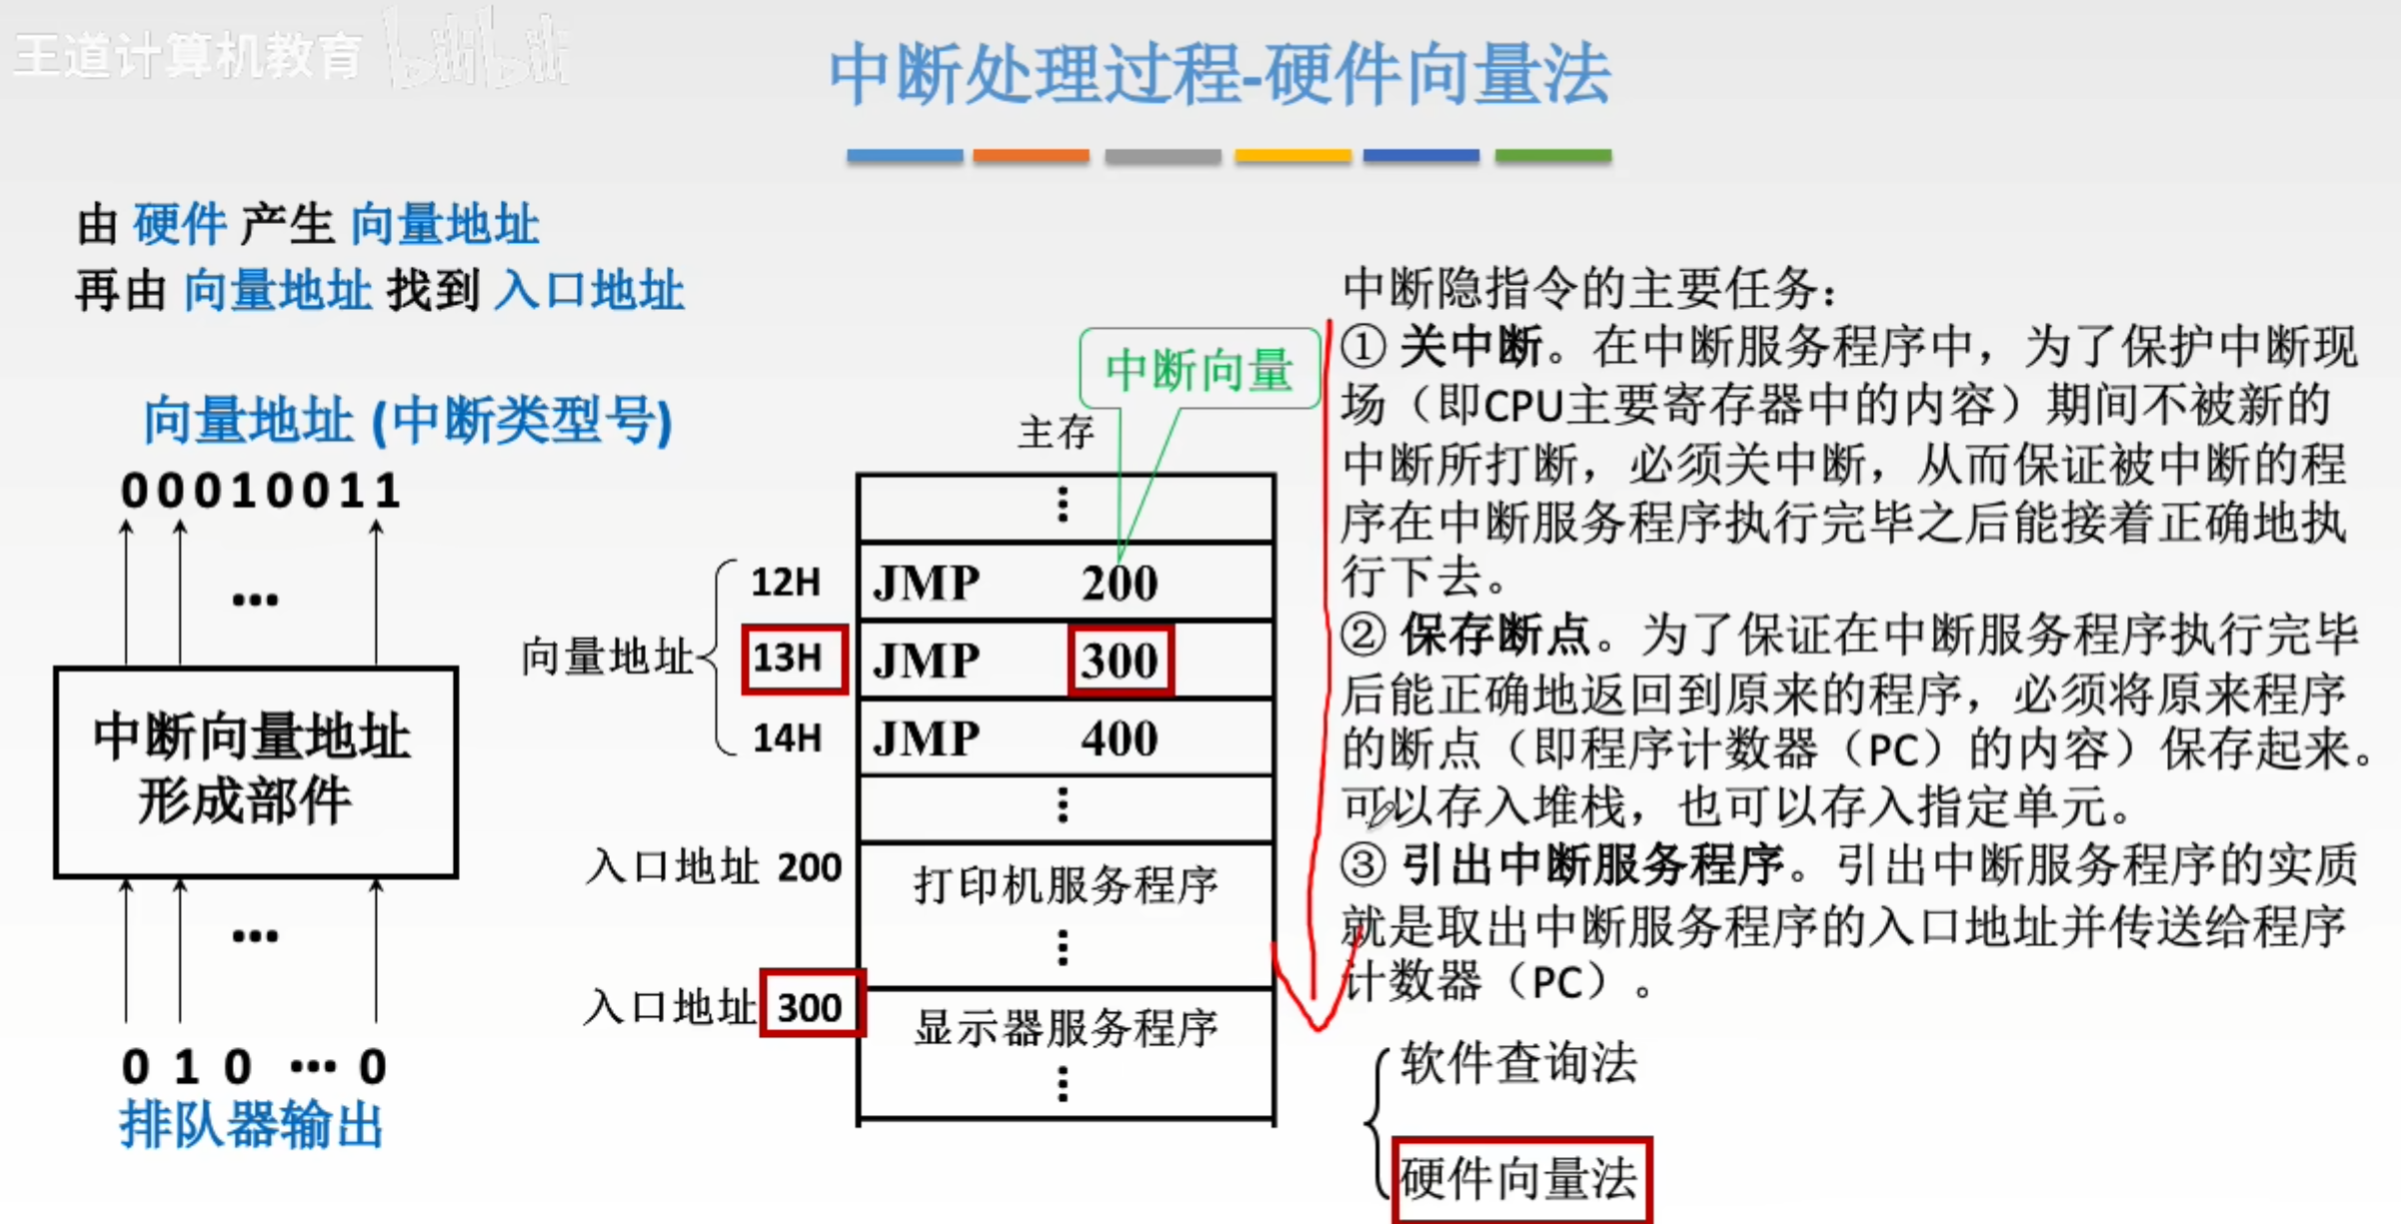 王道计算机教育 bilibili
中断处理过程-硬件向量法
由 硬件 产生 向量地址
再由 向量地址 找到 入口地址
向量地址 (中断类型号)
0 0 0 1 0 0 1 1
...
中断向量地址
形成部件
...
0 1 0 ... 0
排队器输出
中断向量
主存
⋮
12H JMP 200
向量地址 13H JMP 300
14H JMP 400
⋮
入口地址 200 打印机服务程序
⋮
入口地址 300 显示器服务程序
⋮
中断隐指令的主要任务：
① 关中断。在中断服务程序中，为了保护中断现
场（即CPU主要寄存器中的内容）期间不被新的
中断所打断，必须关中断，从而保证被中断的程
序在中断服务程序执行完毕之后能接着正确地执
行下去。
② 保存断点。为了保证在中断服务程序执行完毕
后能正确地返回到原来的程序，必须将原来程序
的断点（即程序计数器（PC）的内容）保存起来。
可以存入堆栈，也可以存入指定单元。
③ 引出中断服务程序。引出中断服务程序的实质
就是取出中断服务程序的入口地址并传送给程序
计数器（PC）。
软件查询法
硬件向量法